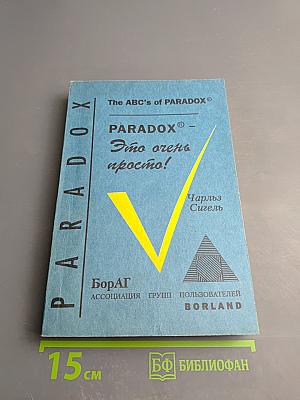 PARADOX
The ABC's of PARADOX®
PARADOX® –
Это очень
просто!
Чарльз
Сигель
БорАГ
АССОЦИАЦИЯ ГРУПП ПОЛЬЗОВАТЕЛЕЙ
BORLAND
15 см
БФ БИБЛИОФАН